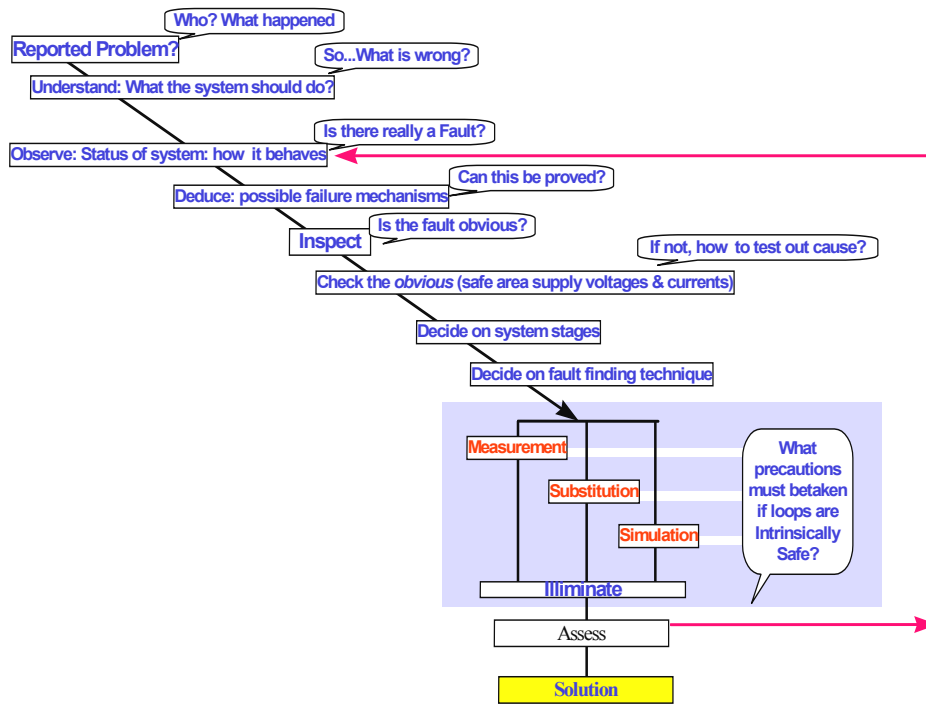 Who? What happened
Reported Problem?
So...What is wrong?
Understand: What the system should do?
Is there really a Fault?
Observe: Status of system: how it behaves
Can this be proved?
Deduce: possible failure mechanisms
Is the fault obvious?
Inspect
If not, how to test out cause?
Check the obvious (safe area supply voltages & currents)
Decide on system stages
Decide on fault finding technique
Measurement
Substitution
Simulation
What
precautions
must betaken
if loops are
Intrinsically
Safe?
Illiminate
Assess
Solution